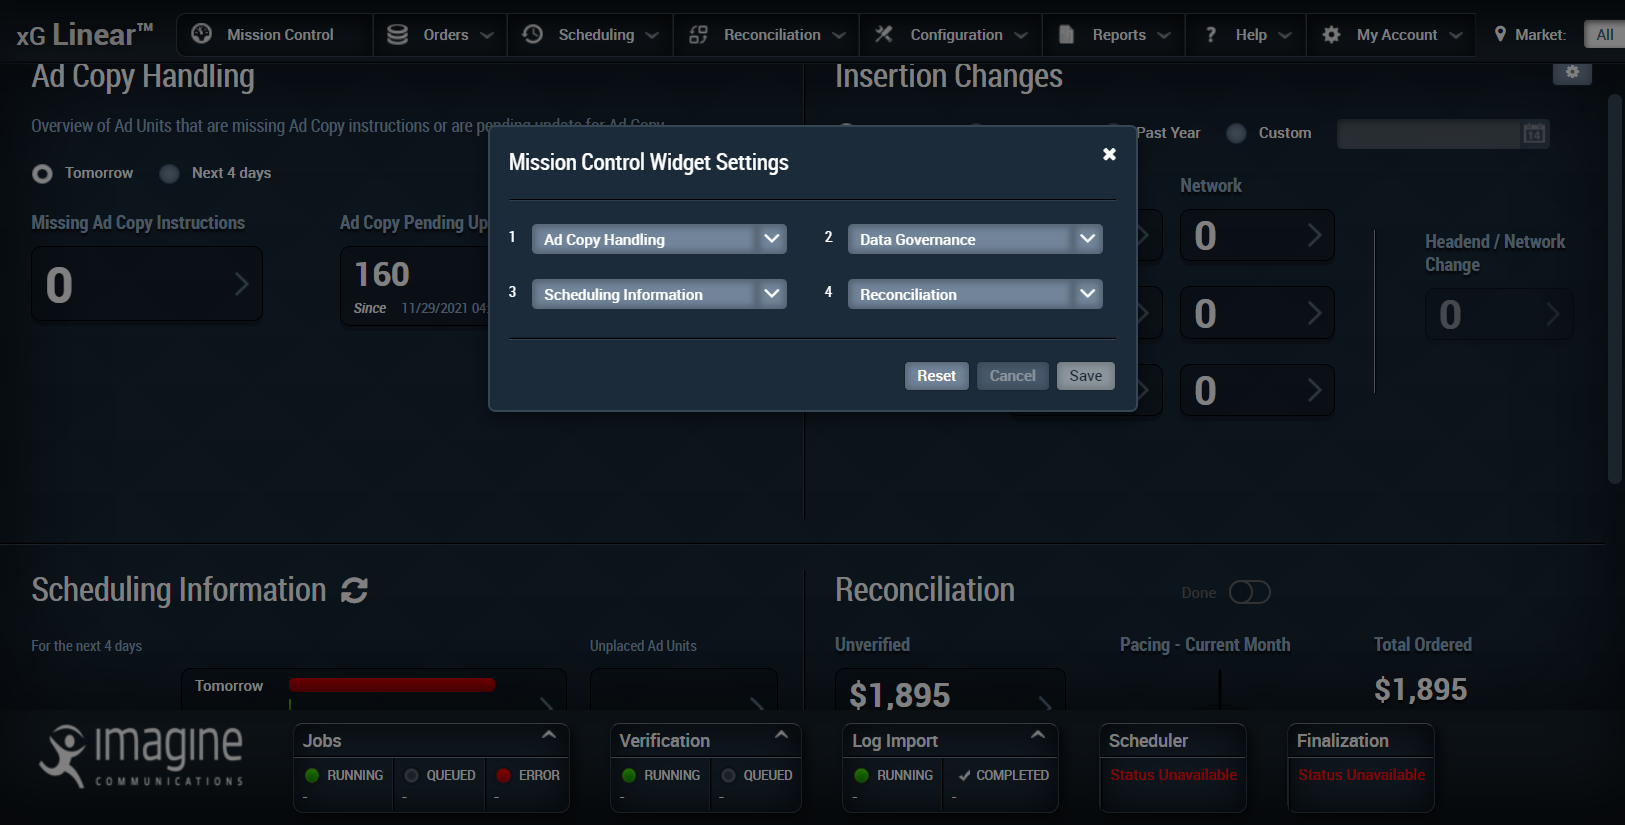 xG Linear™
Mission Control
Orders
Scheduling
Reconciliation
Configuration
Reports
? Help
My Account
Market:
All
Ad Copy Handling
Overview of Ad Units that are missing Ad Copy instructions or are pending update for Ad Copy
Tomorrow
Next 4 days
Missing Ad Copy Instructions
0
Ad Copy Pending Up
160
Since 11/29/2021 04:
Insertion Changes
Past Year
Custom
14
Network
0
0
0
Headend / Network
Change
0
Mission Control Widget Settings
1 Ad Copy Handling
2 Data Governance
3 Scheduling Information
4 Reconciliation
Reset
Cancel
Save
Scheduling Information
For the next 4 days
Unplaced Ad Units
Tomorrow
Reconciliation
Done
Unverified
$1,895
Pacing - Current Month
Total Ordered
$1,895
imagine
COMMUNICATIONS
Jobs
RUNNING
-
QUEUED
-
ERROR
-
Verification
RUNNING
-
QUEUED
-
Log Import
RUNNING
-
COMPLETED
-
Scheduler
Status Unavailable
Finalization
Status Unavailable